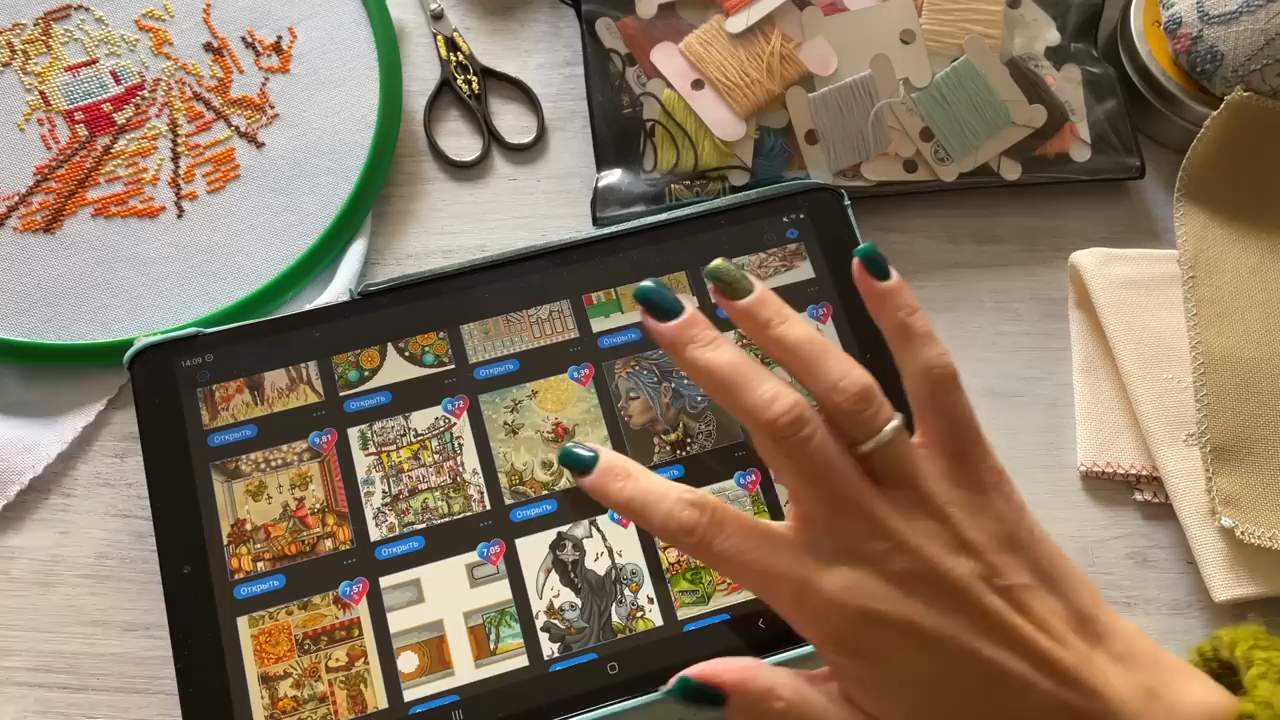 14:09
Открыть
Открыть
Открыть
Открыть
9,81
%
8,72
%
8,39
%
7,81
%
Открыть
Открыть
Открыть
7,57
%
7,05
%
6,04
%